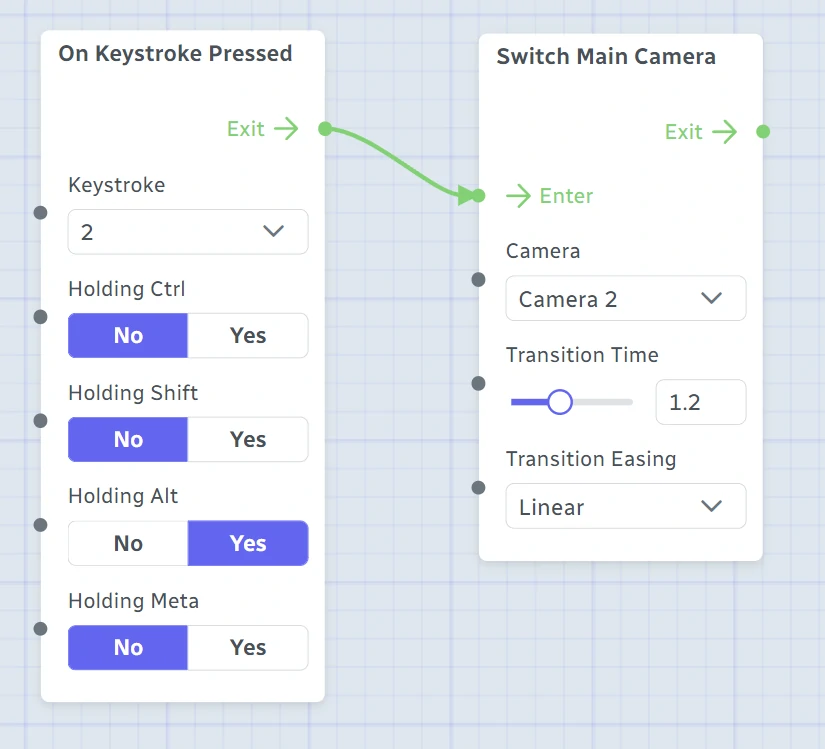 On Keystroke Pressed
Exit
Keystroke
2
Holding Ctrl
No Yes
Holding Shift
No Yes
Holding Alt
No Yes
Holding Meta
No Yes
Switch Main Camera
Exit
Enter
Camera
Camera 2
Transition Time
1.2
Transition Easing
Linear